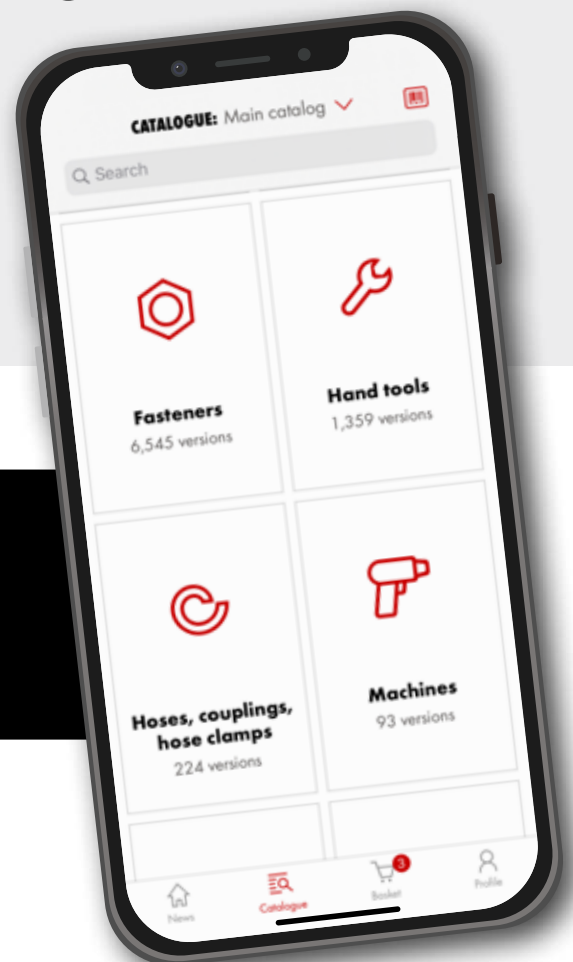 CATALOGUE: Main catalog
Search
Fasteners
6,545 versions
Hand tools
1,359 versions
Hoses, couplings,
hose clamps
224 versions
Machines
93 versions
3
News
Catalogue
Basket
Profile